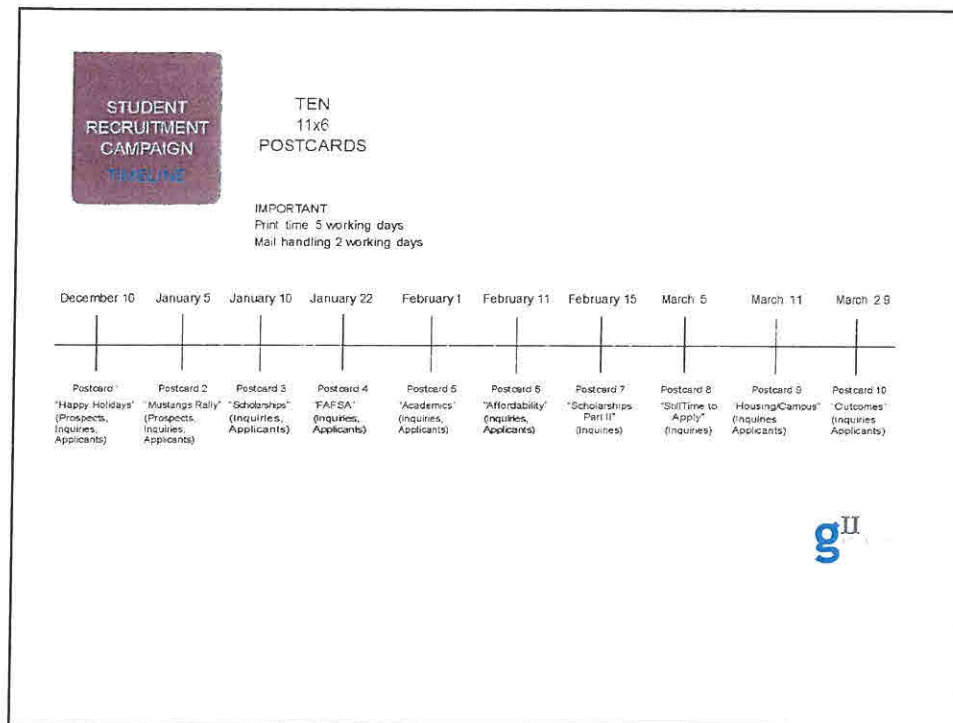 STUDENT
RECRUITMENT
CAMPAIGN
TIMELINE
TEN
11x6
POSTCARDS
IMPORTANT
Print time 5 working days
Mail handling 2 working days
December 10 January 5 January 10 January 22 February 1 February 11 February 15 March 5 March 11 March 29
Postcard 1 Postcard 2 Postcard 3 Postcard 4 Postcard 5 Postcard 6 Postcard 7 Postcard 8 Postcard 9 Postcard 10
"Happy Holidays" "Mustangs Rally" "Scholarships" "FAFSA" "Academics" "Affordability" "Scholarships "Still Time to "Housing/Campus" "Outcomes"
(Prospects, (Prospects, (Inquiries, (Inquiries, (Inquiries, (Inquiries, Part II" Apply" (Inquiries (Inquiries
Inquiries, Inquiries, Applicants) Applicants) Applicants) Applicants) (Inquiries) (Inquiries) Applicants) Applicants)
Applicants) Applicants)
gII